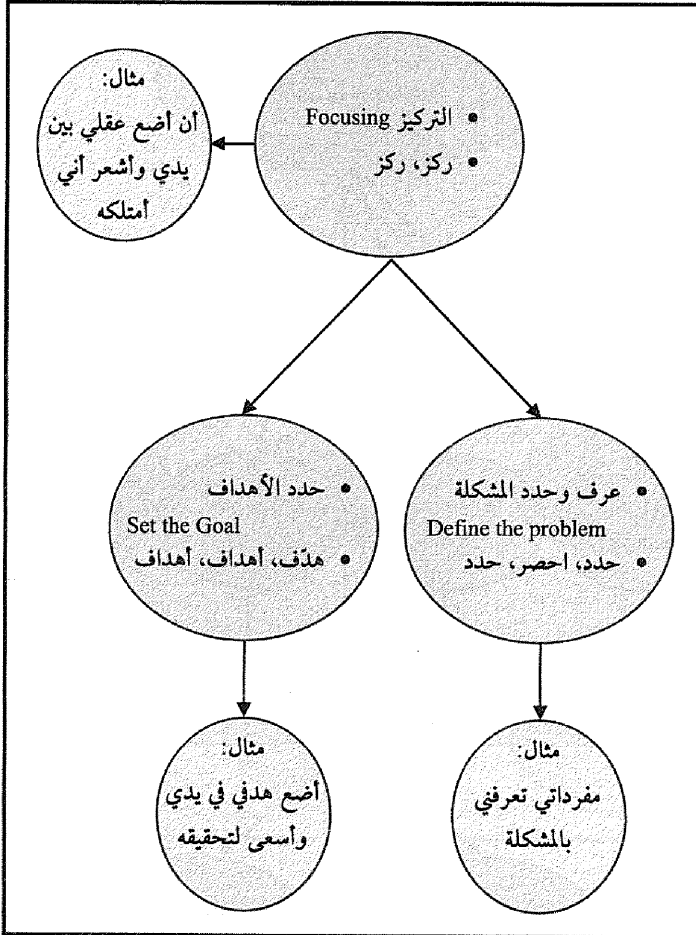 • التركيز Focusing
• ركز، ركز
مثال:
أن أضع عقلي بين
يدي وأشعر أني
أمتلكه
• عرف وحدد المشكلة
Define the problem
• حدد، احصر، حدد
• حدد الأهداف
Set the Goal
• هدّف، أهداف، أهداف
مثال:
مفرداتي تعرفني
بالمشكلة
مثال:
أضع هدفي في يدي
وأسعى لتحقيقه